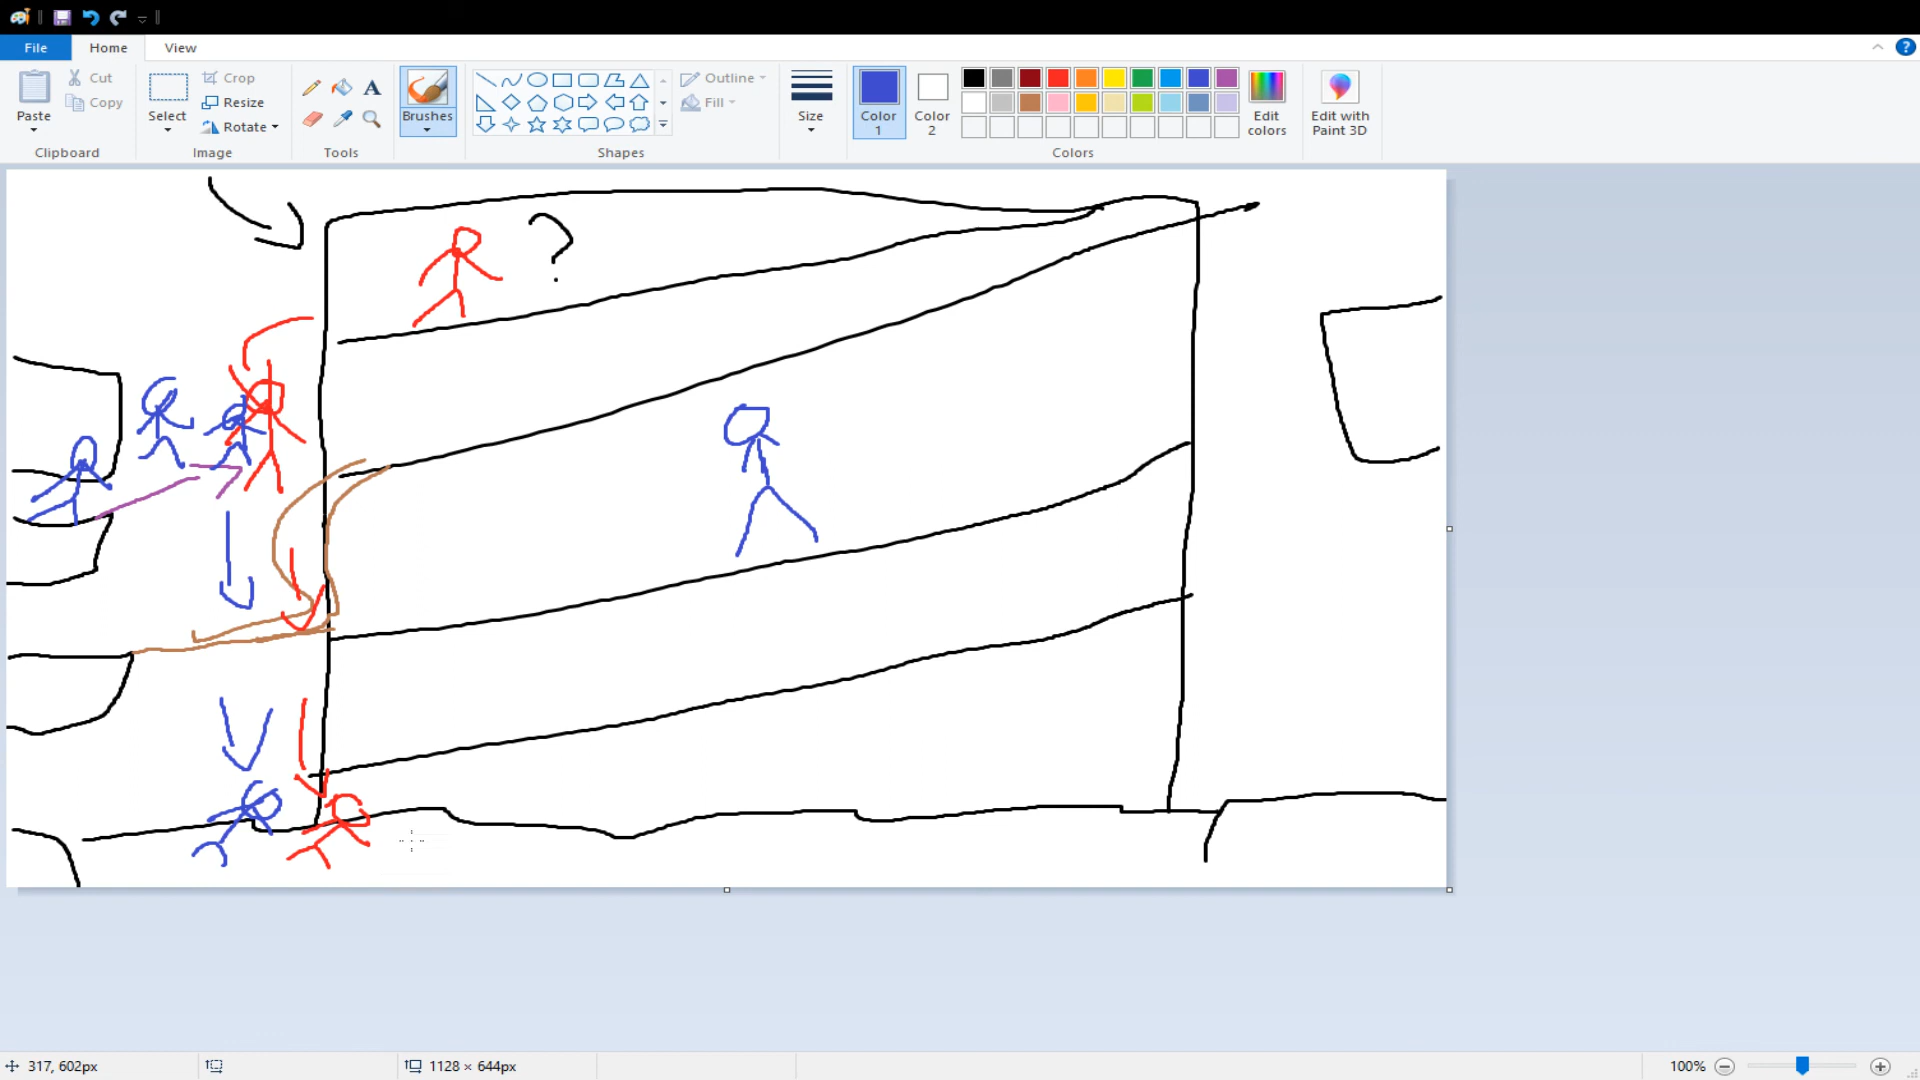 File Home View
Paste Cut Copy Clipboard
Select Crop Resize Rotate Image
A Tools
Brushes
Shapes
Outline Fill
Size
Color 1
Color 2
Edit colors
Colors
Edit with Paint 3D
?
?
317, 602px
1128 × 644px
100%